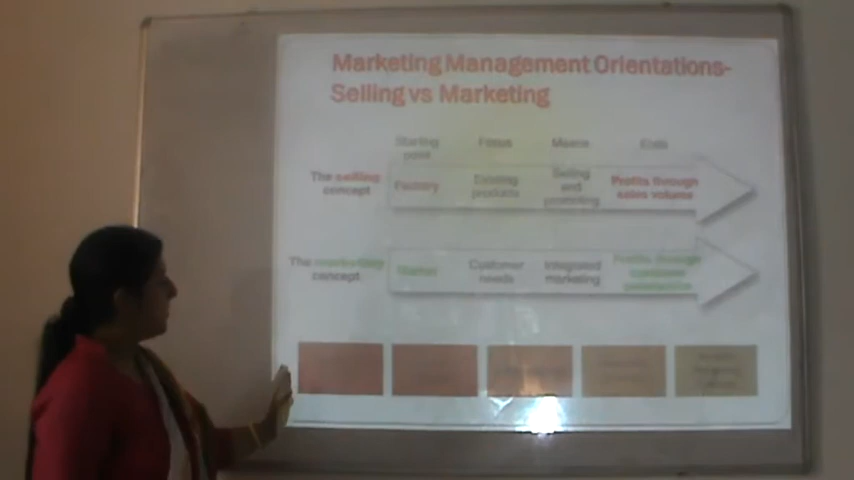 Marketing Management Orientations-
Selling vs Marketing
Starting
point
Focus
Means
Ends
The selling
concept
Factory
Existing
products
Selling
and
promoting
Profits through
sales volume
The marketing
concept
Market
Customer
needs
Integrated
marketing
Profits through
customer
satisfaction